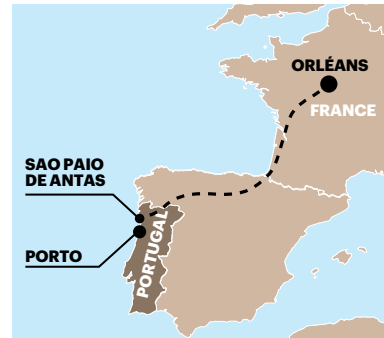 ORLÉANS
FRANCE
SAO PAIO
DE ANTAS
PORTO
PORTUGAL